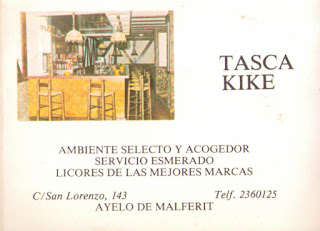 TASCA
KIKE
AMBIENTE SELECTO Y ACOGEDOR
SERVICIO ESMERADO
LICORES DE LAS MEJORES MARCAS
C/San Lorenzo, 143 Telf. 2360125
AYELO DE MALFERIT